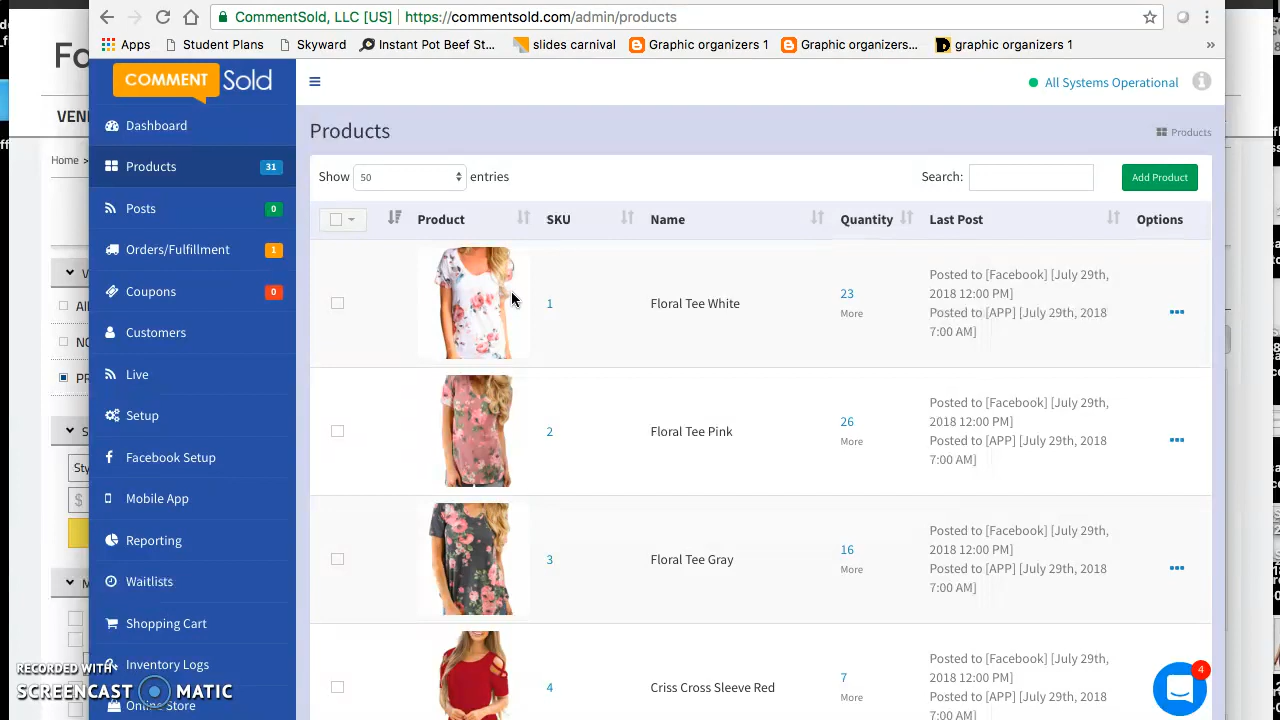 CommentSold, LLC [US] | https://commentsold.com/admin/products
Apps Student Plans Skyward Instant Powerlef St... carnival Graphic organizers... Graphic organizers... graphic organizers 1 »
Fo
VEN
Home >
All
NO
PR
Sty
$
COMMENT Sold
Dashboard
Products 31
Posts 0
Orders/Fulfillment 1
Coupons 0
Customers
Live
Setup
Facebook Setup
Mobile App
Reporting
Waitlists
Shopping Cart
Inventory Logs
Online Store
All Systems Operational
Products
Products
Show 50 entries
Search:
Add Product
Product SKU Name Quantity Last Post Options
1 Floral Tee White 23 More
Posted to [Facebook] [July 29th,
2018 12:00 PM]
Posted to [APP] [July 29th, 2018
7:00 AM]
2 Floral Tee Pink 26 More
Posted to [Facebook] [July 29th,
2018 12:00 PM]
Posted to [APP] [July 29th, 2018
7:00 AM]
3 Floral Tee Gray 16 More
Posted to [Facebook] [July 29th,
2018 12:00 PM]
Posted to [APP] [July 29th, 2018
7:00 AM]
4 Criss Cross Sleeve Red 7 More
Posted to [Facebook] [July 29th,
2018 12:00 PM]
Posted to [APP] [July 29th, 2018
4
RECORDED WITH
SCREENCAST MATIC